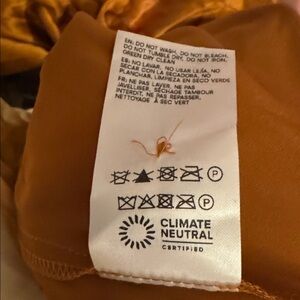 EN: DO NOT WASH, DO NOT BLEACH,
DO NOT TUMBLE DRY, DO NOT IRON,
GREEN DRY CLEAN
ES: NO LAVAR, NO USAR LEJÍA, NO
SECAR CON LA SECADORA, NO
PLANCHAR, LIMPIEZA EN SECO VERDE
FR: NE PAS LAVER, NE PAS
JAVELLISER, SÉCHAGE TAMBOUR
INTERDIT, NE PAS REPASSER,
NETTOYAGE À SEC VERT
P
P
CLIMATE
NEUTRAL
CERTIFIED